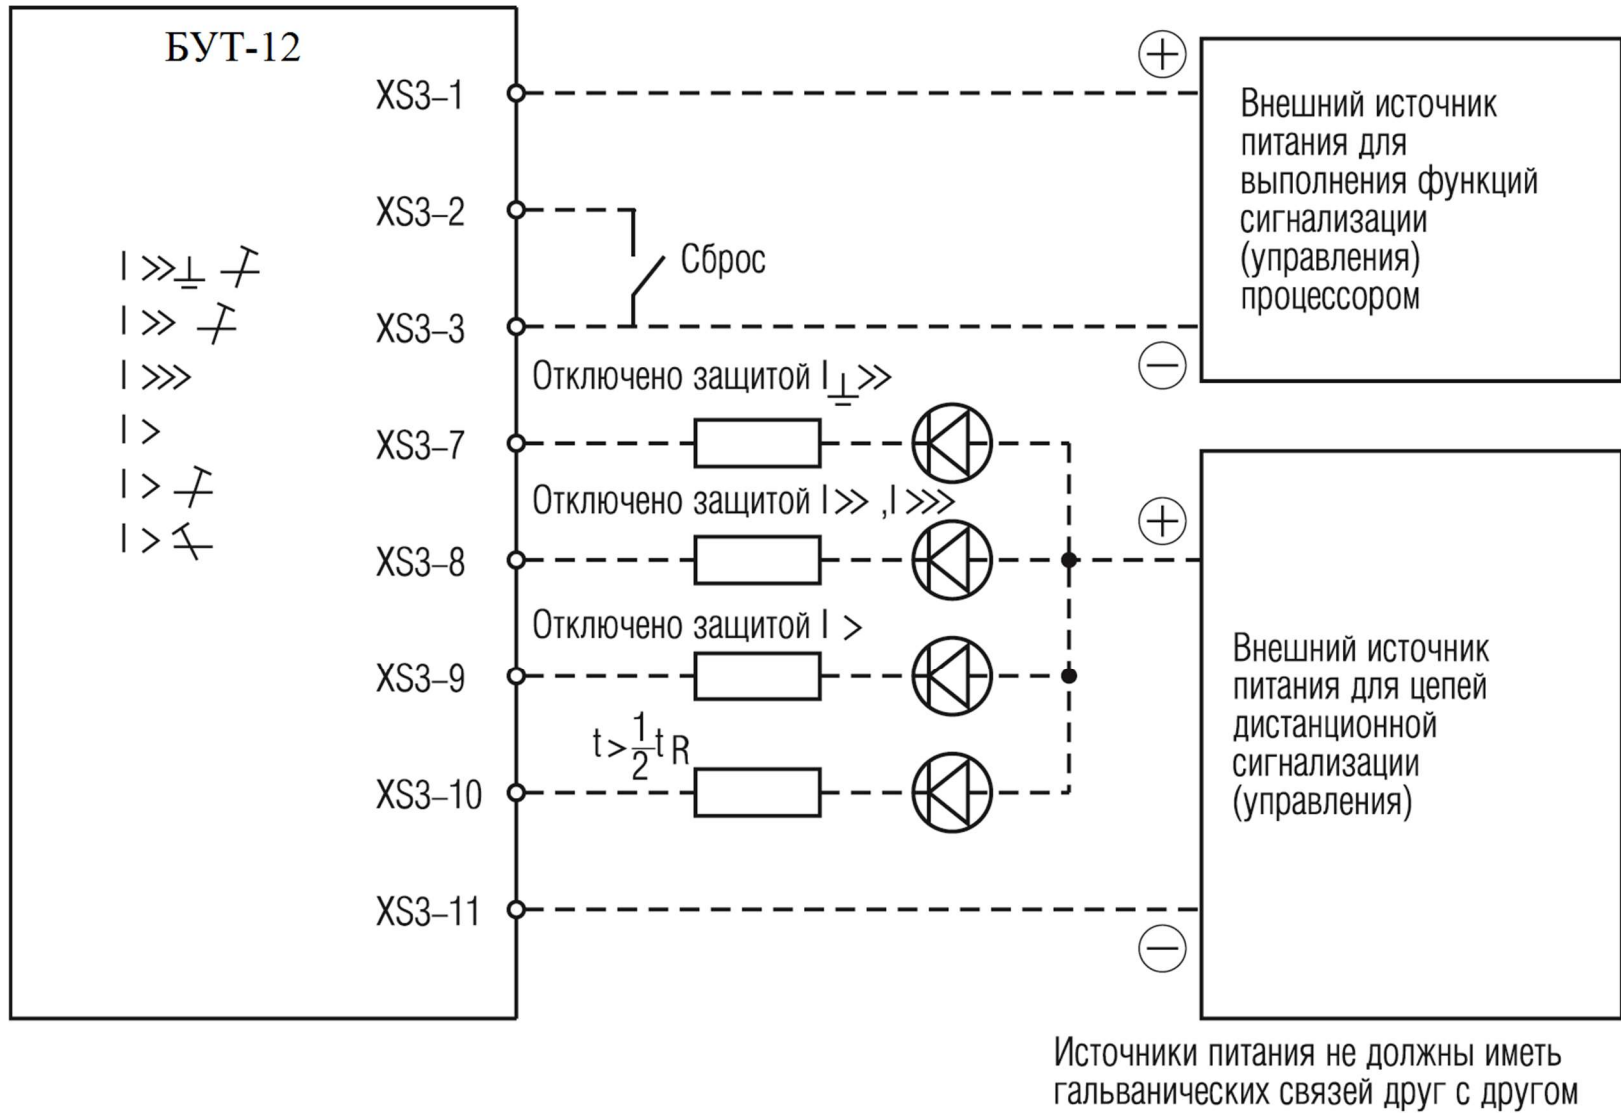 БУТ-12
XS3–1
XS3–2
XS3–3
XS3–7
XS3–8
XS3–9
XS3–10
XS3–11
I >>
I >>
I >>>
I >
I >
I >
Сброс
Отключено защитой I >>
Отключено защитой I >> ,I >>>
Отключено защитой I >
t > 1/2 t R
+
Внешний источник
питания для
выполнения функций
сигнализации
(управления)
процессором
−
+
Внешний источник
питания для цепей
дистанционной
сигнализации
(управления)
−
Источники питания не должны иметь
гальванических связей друг с другом